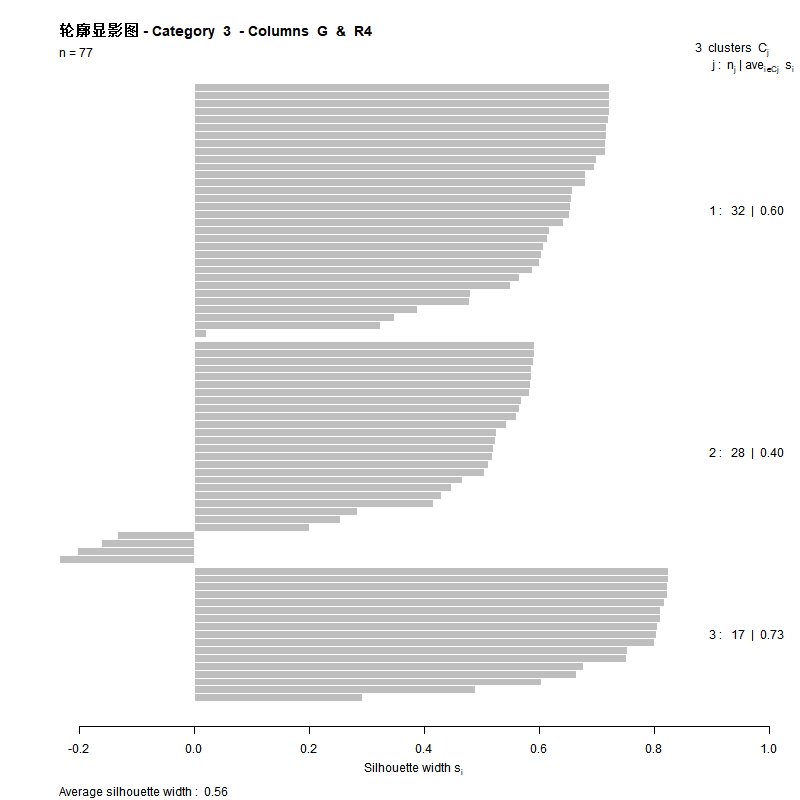 轮廓显影图 - Category 3 - Columns G & R4
n = 77
3 clusters Cj
j : nj | avei∈Cj si
1 : 32 | 0.60
2 : 28 | 0.40
3 : 17 | 0.73
-0.2 0.0 0.2 0.4 0.6 0.8 1.0
Silhouette width si
Average silhouette width : 0.56